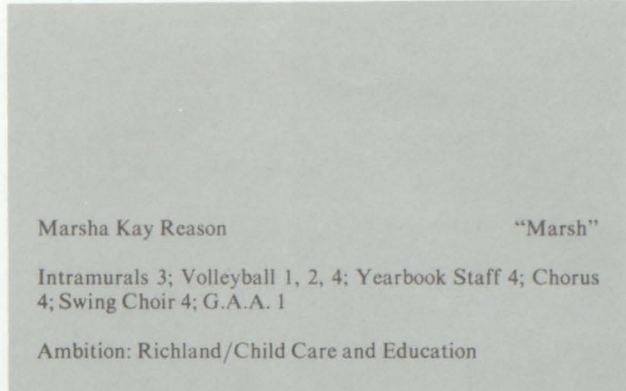 Marsha Kay Reason “Marsh”
Intramurals 3; Volleyball 1, 2, 4; Yearbook Staff 4; Chorus
4; Swing Choir 4; G.A.A. 1
Ambition: Richland/Child Care and Education